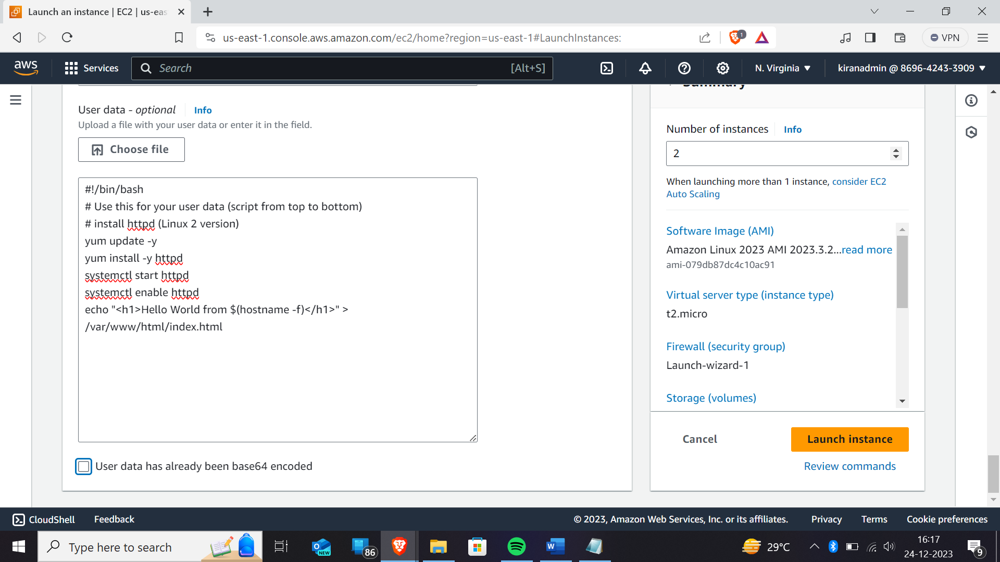 Launch an instance | EC2 | us-eas
us-east-1.console.aws.amazon.com/ec2/home?region=us-east-1#LaunchInstances:
1
VPN
aws
Services
Search
[Alt+S]
N. Virginia
kiranadmin @ 8696-4243-3909
Summary
User data - optional
Info
Upload a file with your user data or enter it in the field.
Choose file
#!/bin/bash
# Use this for your user data (script from top to bottom)
# install httpd (Linux 2 version)
yum update -y
yum install -y httpd
systemctl start httpd
systemctl enable httpd
echo "<h1>Hello World from $(hostname -f)</h1>" >
/var/www/html/index.html
User data has already been base64 encoded
Number of instances
Info
2
When launching more than 1 instance, consider EC2
Auto Scaling
Software Image (AMI)
Amazon Linux 2023 AMI 2023.3.2...read more
ami-079db87dc4c10ac91
Virtual server type (instance type)
t2.micro
Firewall (security group)
Launch-wizard-1
Storage (volumes)
Cancel
Launch instance
Review commands
CloudShell
Feedback
© 2023, Amazon Web Services, Inc. or its affiliates.
Privacy
Terms
Cookie preferences
Type here to search
O
NEW
86
W
29°C
16:17
24-12-2023
9